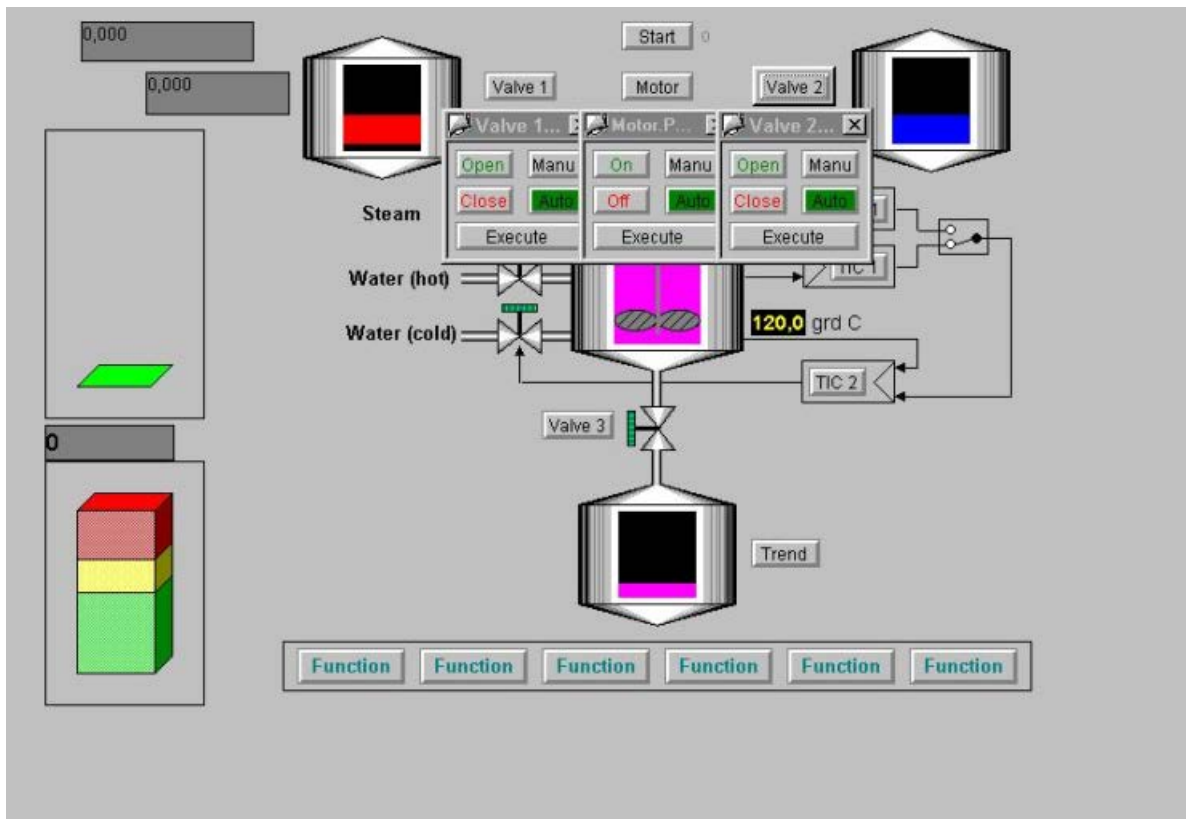 0,000
Start 0
0,000
Valve 1
Motor
Valve 2
Valve 1...
Motor.P...
Valve 2...
Open Manu
On Manu
Open Manu
Close Auto
Off Auto
Close Auto
Execute
Execute
Execute
Steam
1
Water (hot)
TIC 1
Water (cold)
120,0 grd C
TIC 2
Valve 3
0
Trend
Function Function Function Function Function Function